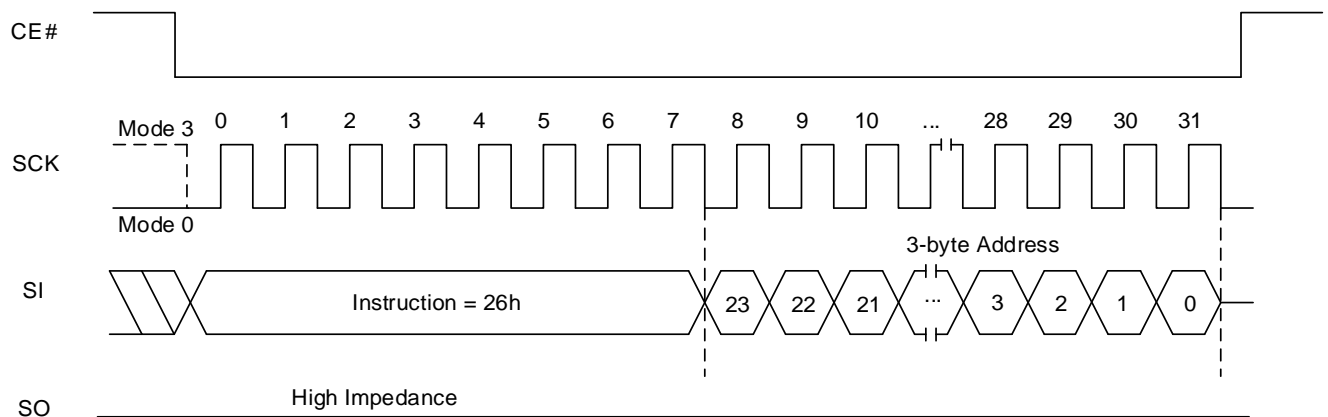 CE#
Mode 3 0 1 2 3 4 5 6 7 8 9 10 ... 28 29 30 31
SCK
Mode 0
3-byte Address
SI Instruction = 26h 23 22 21 ... 3 2 1 0
High Impedance
SO